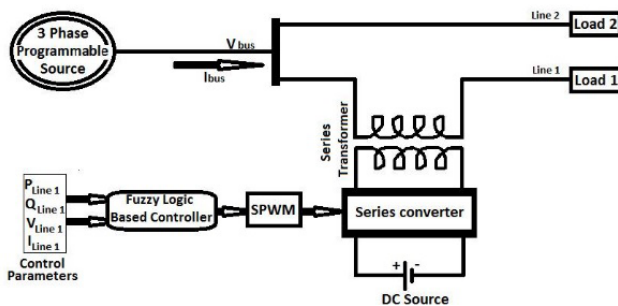 3 Phase
Programmable
Source
V bus
Ibus
Line 2
Load 2
Line 1
Load 1
Series
Transformer
PLine 1
QLine 1
VLine 1
ILine 1
Control
Parameters
Fuzzy Logic
Based Controller
SPWM
Series converter
+ -
DC Source